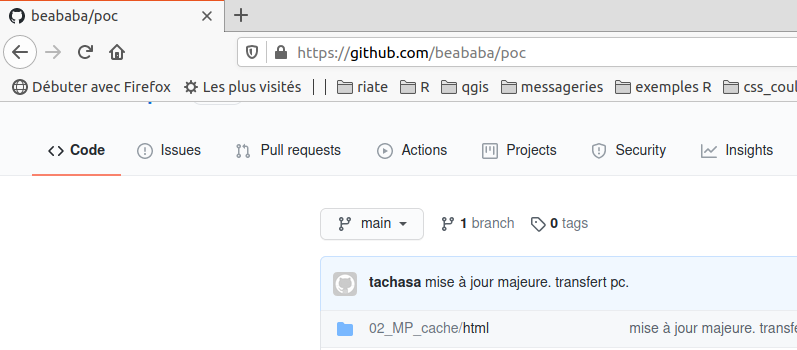 beababa/poc
https://github.com/beababa/poc
Débuter avec Firefox Les plus visités riate R qgis messageries exemples R css_coul
Code Issues Pull requests Actions Projects Security Insights
main 1 branch 0 tags
tachasa mise à jour majeure. transfert pc.
02_MP_cache/html mise à jour majeure. transfe